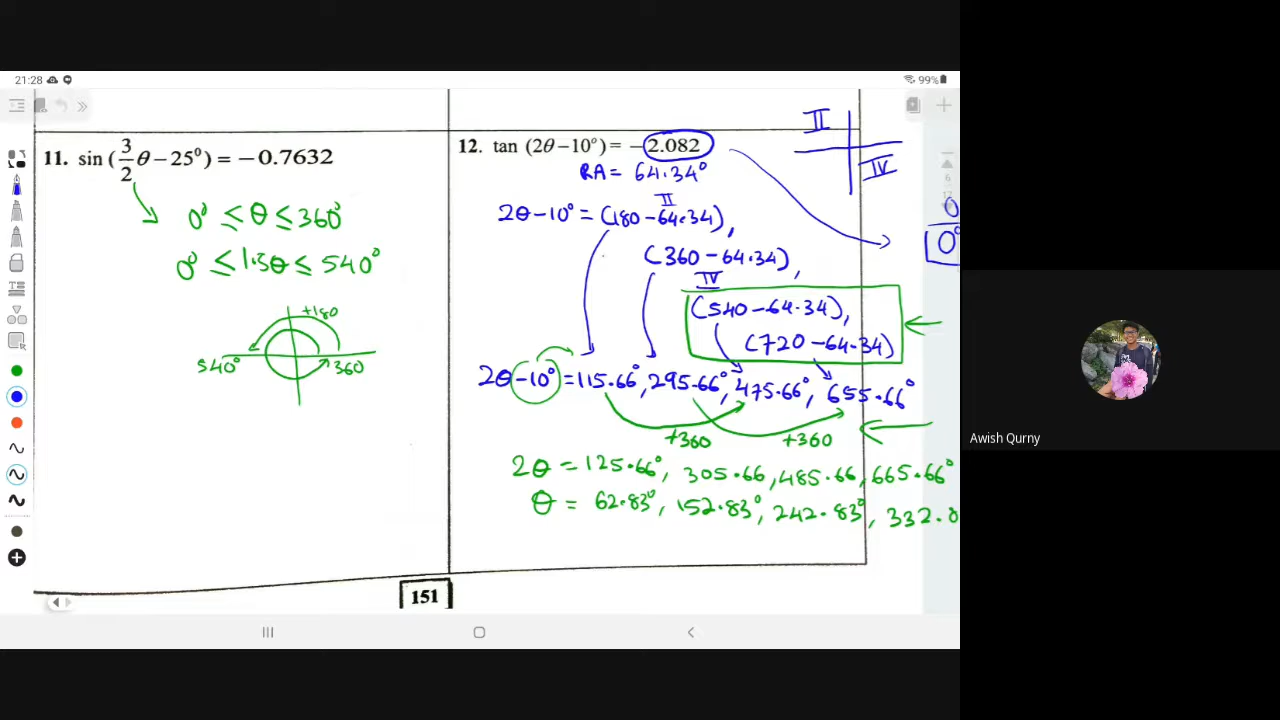 21:28
99%
11. sin (3/2 θ − 25°) = −0.7632
0° ≤ θ ≤ 360°
0° ≤ 1.5θ ≤ 540°
+180
540°
360
12. tan (2θ − 10°) = −2.082
RA = 64.34°
II
IV
2θ − 10° = (180 − 64.34),
II
(360 − 64.34),
IV
(540 − 64.34),
(720 − 64.34)
2θ − 10° = 115.66°, 295.66°, 475.66°, 655.66°
+360
+360
2θ = 125.66°, 305.66, 485.66, 665.66°
θ = 62.83°, 152.83°, 242.83°, 332.8
0°
151
Awish Qurny